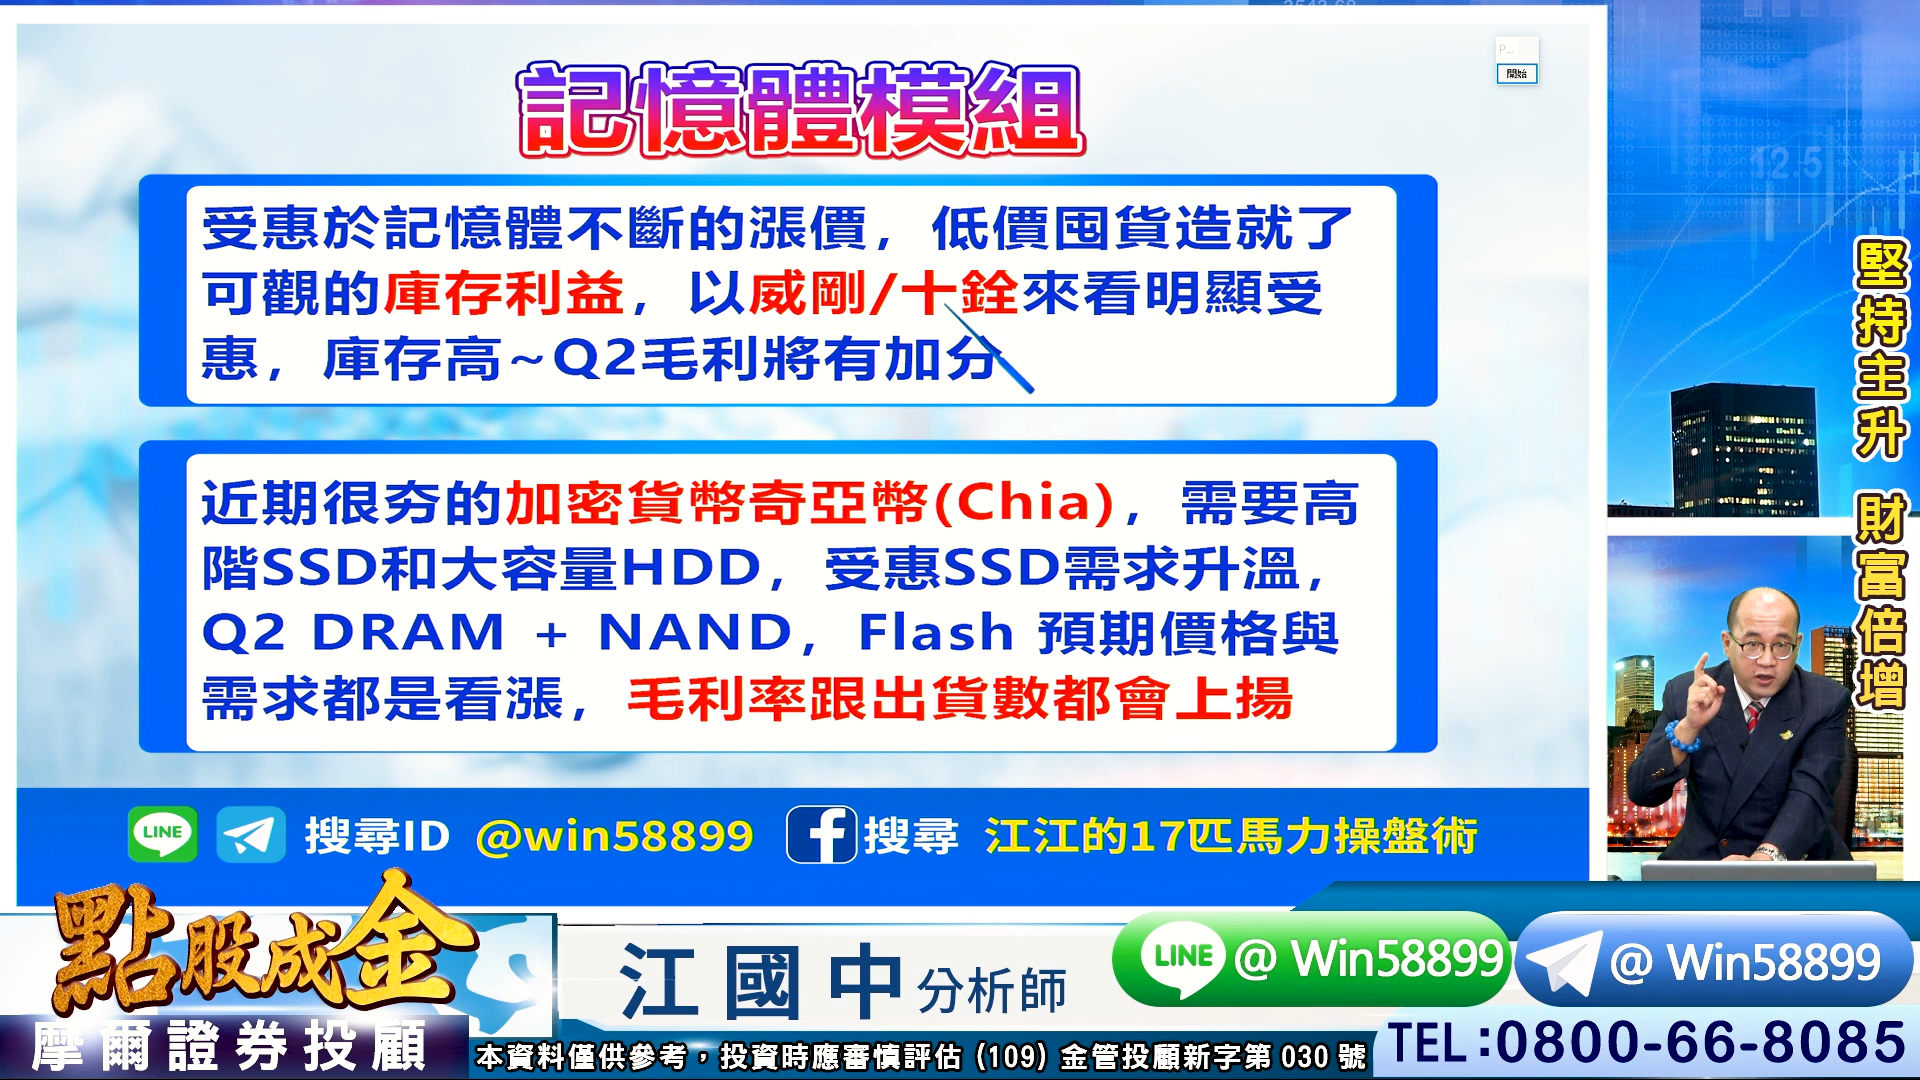 記憶體模組
受惠於記憶體不斷的漲價，低價囤貨造就了
可觀的庫存利益，以威剛/十銓來看明顯受
惠，庫存高~Q2毛利將有加分
近期很夯的加密貨幣奇亞幣(Chia)，需要高
階SSD和大容量HDD，受惠SSD需求升溫，
Q2 DRAM + NAND，Flash 預期價格與
需求都是看漲，毛利率跟出貨數都會上揚
P...
開始
12.5
堅持主升 財富倍增
LINE 搜尋ID @win58899 f 搜尋 江江的17匹馬力操盤術
點股成金
摩爾證券投顧
江國中 分析師
LINE @ Win58899
@ Win58899
TEL:0800-66-8085
本資料僅供參考，投資時應審慎評估 (109) 金管投顧新字第 030 號